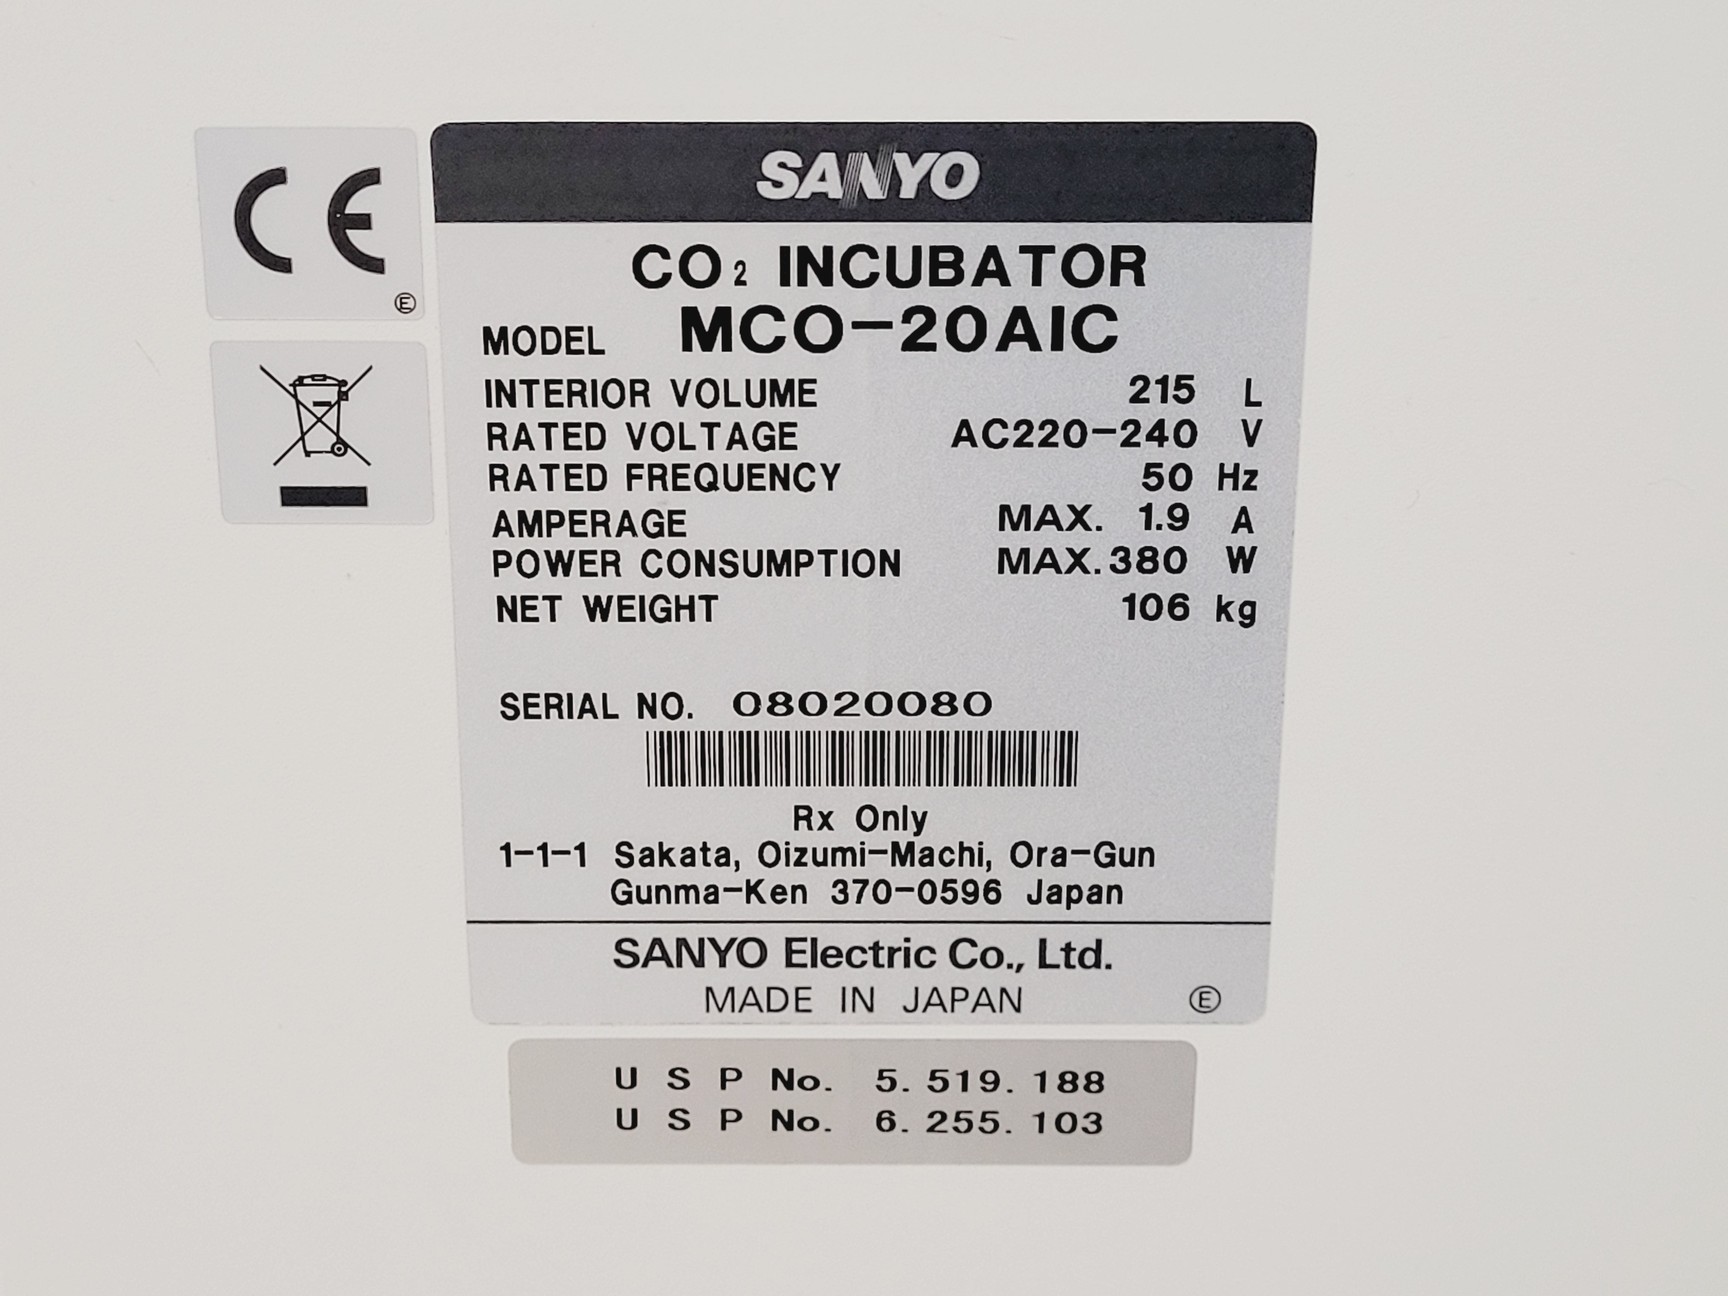 CE
Ⓔ
SANYO
CO₂ INCUBATOR
MODEL MCO-20AIC
INTERIOR VOLUME 215 L
RATED VOLTAGE AC220-240 V
RATED FREQUENCY 50 Hz
AMPERAGE MAX. 1.9 A
POWER CONSUMPTION MAX. 380 W
NET WEIGHT 106 kg
SERIAL NO. 08020080
Rx Only
1-1-1 Sakata, Oizumi-Machi, Ora-Gun
Gunma-Ken 370-0596 Japan
SANYO Electric Co., Ltd.
MADE IN JAPAN Ⓔ
U S P No. 5. 519. 188
U S P No. 6. 255. 103